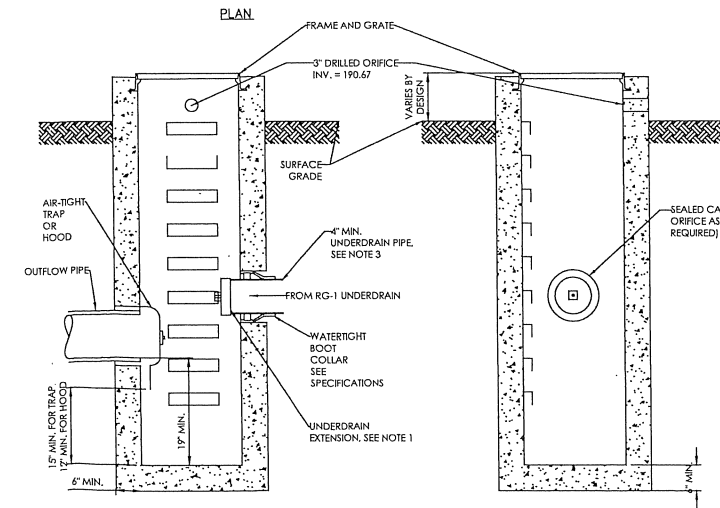 PLAN
FRAME AND GRATE
3" DRILLED ORIFICE
INV. = 190.67
VARIES BY
DESIGN
SURFACE
GRADE
AIR-TIGHT
TRAP
OR
HOOD
OUTFLOW PIPE
4" MIN.
UNDERDRAIN PIPE,
SEE NOTE 3
FROM RG-1 UNDERDRAIN
WATERTIGHT
BOOT
COLLAR
SEE
SPECIFICATIONS
UNDERDRAIN
EXTENSION, SEE NOTE 1
SEALED CA
ORIFICE AS
REQUIRED)
15" MIN. FOR TRAP,
12" MIN. FOR HOOD
19" MIN.
6" MIN.
6" MIN.